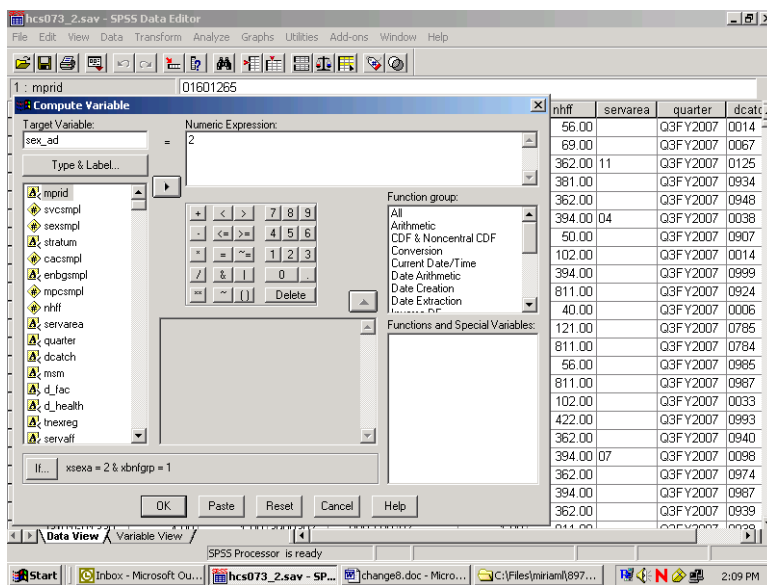 hcs073_2.sav - SPSS Data Editor
File Edit View Data Transform Analyze Graphs Utilities Add-ons Window Help
1 : mprid 01601265
Compute Variable
Target Variable:
sex_ad
=
Numeric Expression:
2
Type & Label...
mprid
svcsmpl
sexsmpl
stratum
cacsmpl
enbgsmpl
mpcsmpl
nhff
servarea
quarter
dcatch
msm
d_fac
d_health
tnexreg
servaff
+ < > 7 8 9
- <= >= 4 5 6
* = ~= 1 2 3
/ & | 0 .
** ~ () Delete
Function group:
All
Arithmetic
CDF & Noncentral CDF
Conversion
Current Date/Time
Date Arithmetic
Date Creation
Date Extraction
Functions and Special Variables:
If... xsexa = 2 & xbnfgrp = 1
OK Paste Reset Cancel Help
nhff servarea quarter dcatc
56.00 Q3FY2007 0014
69.00 Q3FY2007 0067
362.00 11 Q3FY2007 0125
381.00 Q3FY2007 0934
362.00 Q3FY2007 0948
394.00 04 Q3FY2007 0038
50.00 Q3FY2007 0907
102.00 Q3FY2007 0014
394.00 Q3FY2007 0999
811.00 Q3FY2007 0924
40.00 Q3FY2007 0006
121.00 Q3FY2007 0785
811.00 Q3FY2007 0784
56.00 Q3FY2007 0985
811.00 Q3FY2007 0987
102.00 Q3FY2007 0033
422.00 Q3FY2007 0993
362.00 Q3FY2007 0940
394.00 07 Q3FY2007 0098
362.00 Q3FY2007 0974
394.00 Q3FY2007 0987
362.00 Q3FY2007 0939
Data View Variable View
SPSS Processor is ready
Start Inbox - Microsoft Ou... hcs073_2.sav - SP... change8.doc - Micro... C:\Files\miriaml\897... 2:09 PM